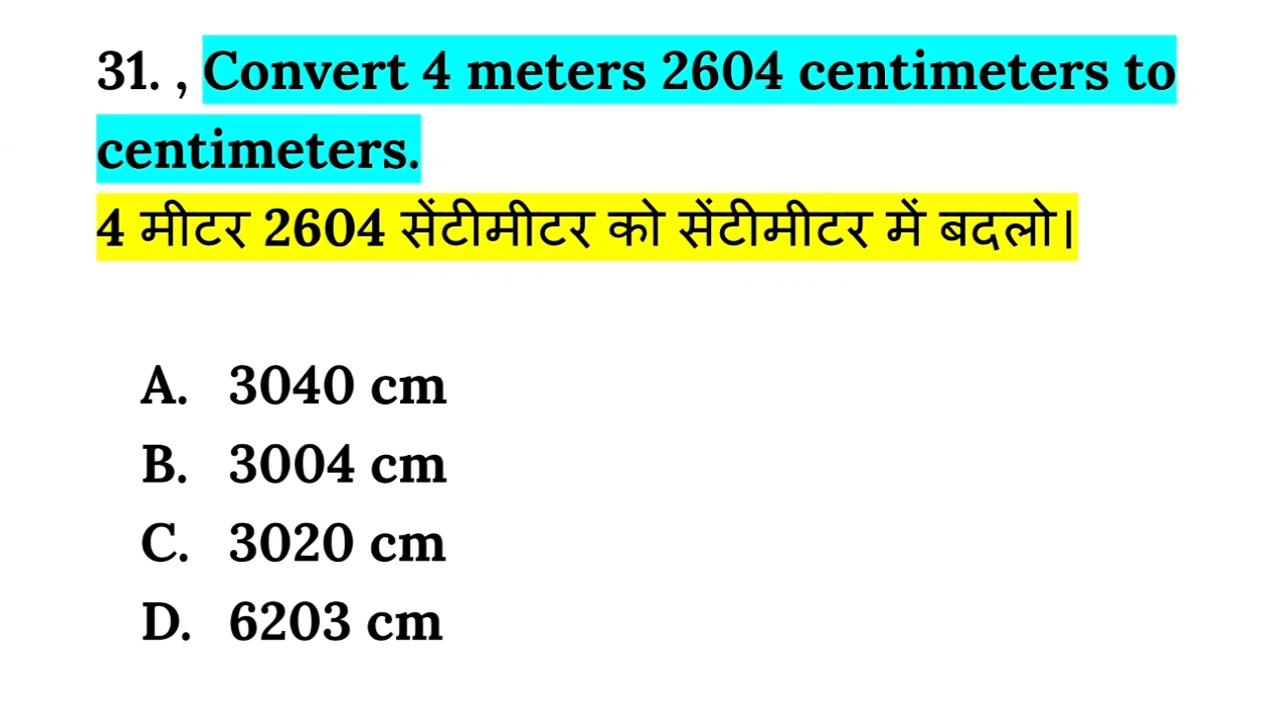 31. , Convert 4 meters 2604 centimeters to
centimeters.
4 मीटर 2604 सेंटीमीटर को सेंटीमीटर में बदलो।
A. 3040 cm
B. 3004 cm
C. 3020 cm
D. 6203 cm